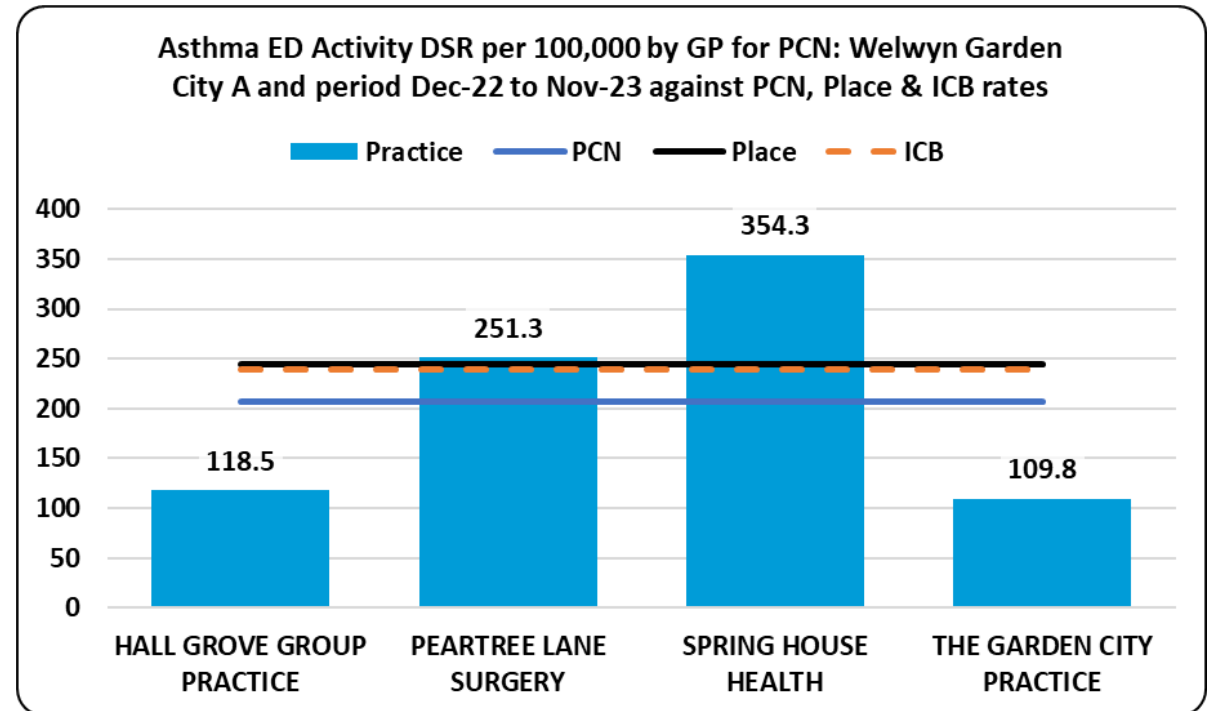 Asthma ED Activity DSR per 100,000 by GP for PCN: Welwyn Garden
City A and period Dec-22 to Nov-23 against PCN, Place & ICB rates
Practice PCN Place ICB
400
350
300
250
200
150
100
50
0
118.5
251.3
354.3
109.8
HALL GROVE GROUP
PRACTICE
PEARTREE LANE
SURGERY
SPRING HOUSE
HEALTH
THE GARDEN CITY
PRACTICE